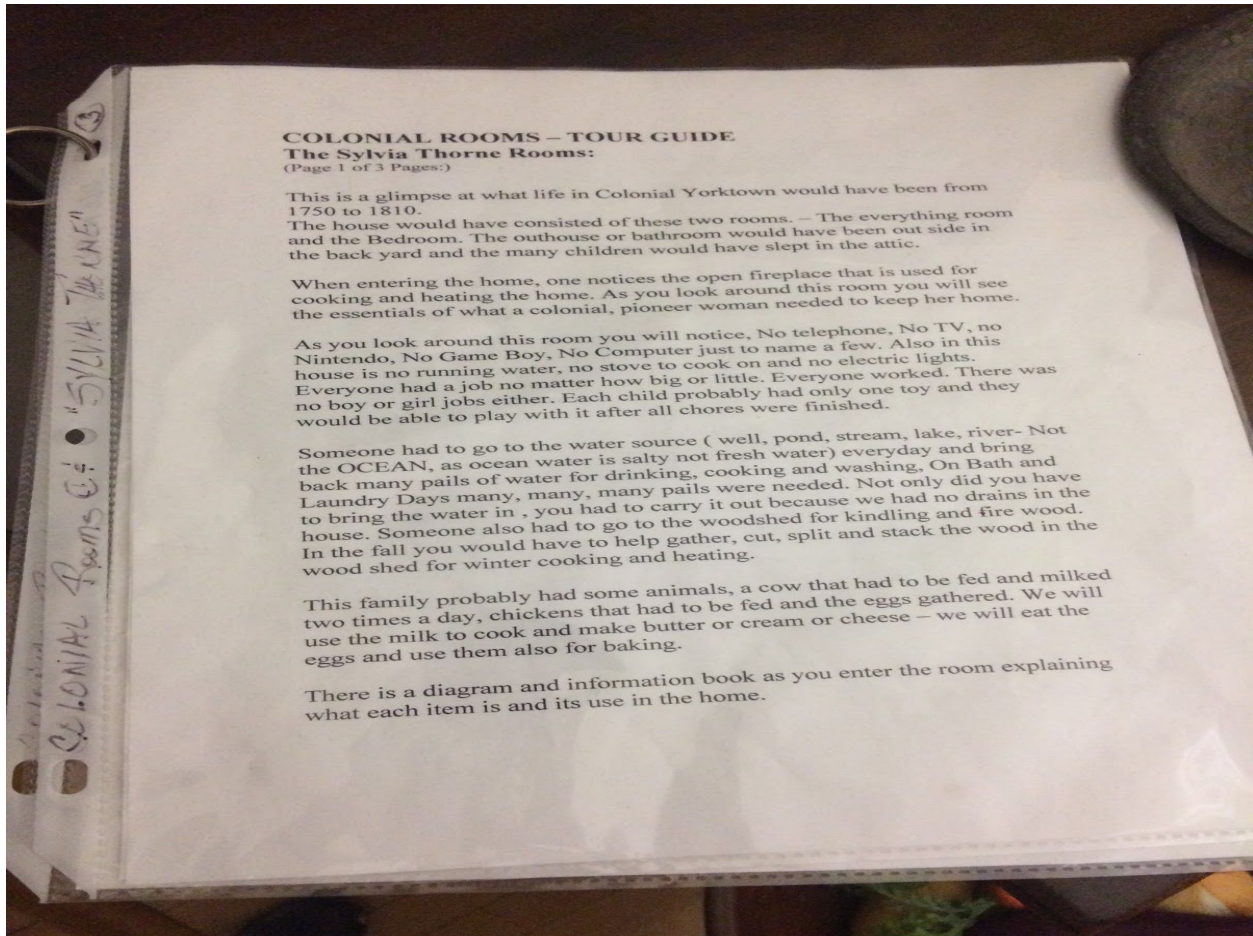 COLONIAL ROOMS – TOUR GUIDE
The Sylvia Thorne Rooms:
(Page 1 of 3 Pages:)
This is a glimpse at what life in Colonial Yorktown would have been from
1750 to 1810.
The house would have consisted of these two rooms. – The everything room
and the Bedroom. The outhouse or bathroom would have been out side in
the back yard and the many children would have slept in the attic.
When entering the home, one notices the open fireplace that is used for
cooking and heating the home. As you look around this room you will see
the essentials of what a colonial, pioneer woman needed to keep her home.
As you look around this room you will notice, No telephone, No TV, no
Nintendo, No Game Boy, No Computer just to name a few. Also in this
house is no running water, no stove to cook on and no electric lights.
Everyone had a job no matter how big or little. Everyone worked. There was
no boy or girl jobs either. Each child probably had only one toy and they
would be able to play with it after all chores were finished.
Someone had to go to the water source ( well, pond, stream, lake, river- Not
the OCEAN, as ocean water is salty not fresh water) everyday and bring
back many pails of water for drinking, cooking and washing, On Bath and
Laundry Days many, many, many pails were needed. Not only did you have
to bring the water in , you had to carry it out because we had no drains in the
house. Someone also had to go to the woodshed for kindling and fire wood.
In the fall you would have to help gather, cut, split and stack the wood in the
wood shed for winter cooking and heating.
This family probably had some animals, a cow that had to be fed and milked
two times a day, chickens that had to be fed and the eggs gathered. We will
use the milk to cook and make butter or cream or cheese – we will eat the
eggs and use them also for baking.
There is a diagram and information book as you enter the room explaining
what each item is and its use in the home.
COLONIAL Rooms "SYLVIA THORNE" 3